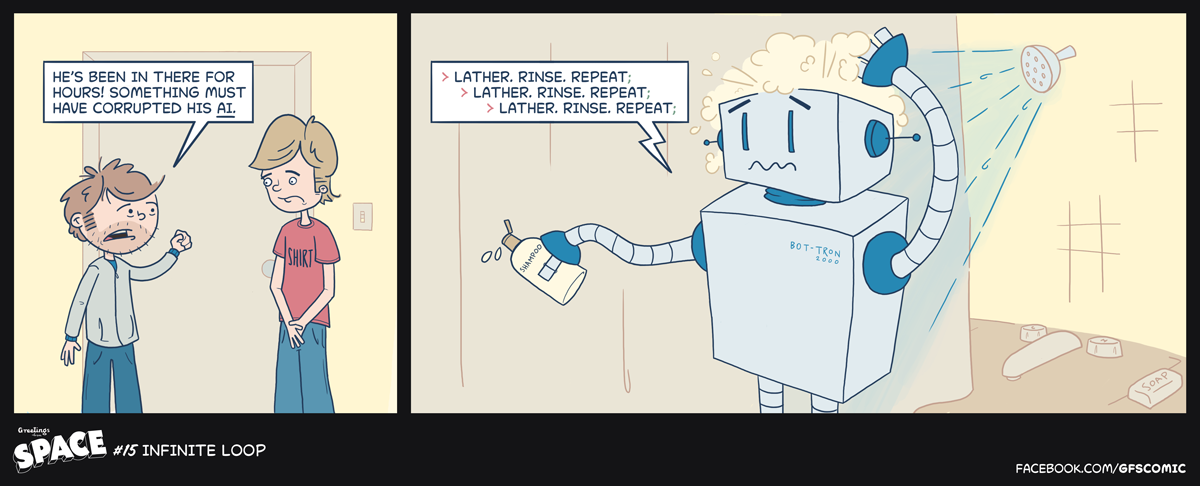 HE'S BEEN IN THERE FOR
HOURS! SOMETHING MUST
HAVE CORRUPTED HIS AI.
SHIRT
> LATHER. RINSE. REPEAT;
> LATHER. RINSE. REPEAT;
> LATHER. RINSE. REPEAT;
SHAMPOO
BOT-TRON
2000
SOAP
Greetings
from
SPACE
#15 INFINITE LOOP
FACEBOOK.COM/GFSCOMIC